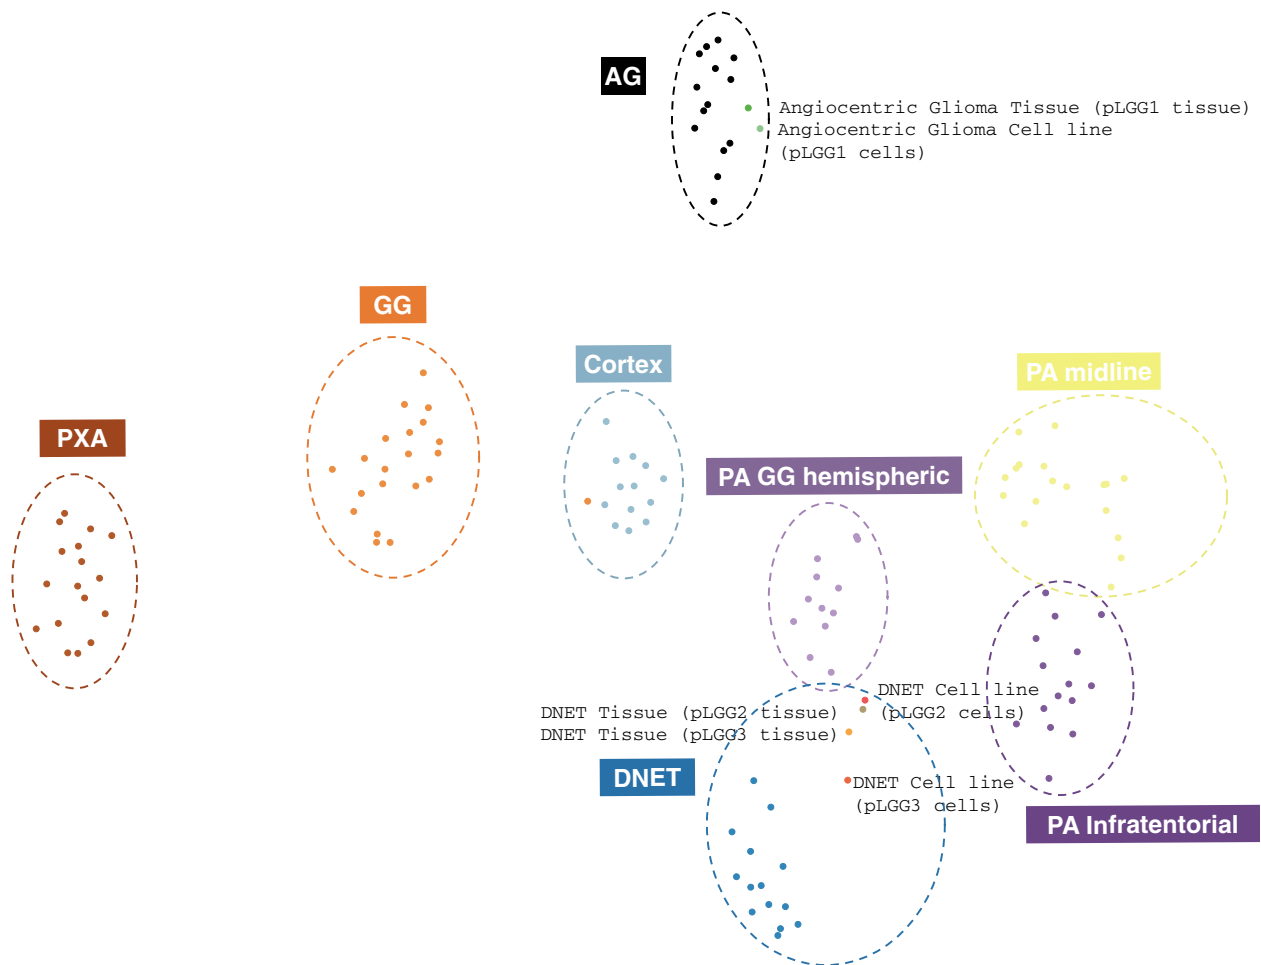 AG
Angiocentric Glioma Tissue (pLGG1 tissue)
Angiocentric Glioma Cell line
(pLGG1 cells)
GG
Cortex
PA midline
PXA
PA GG hemispheric
DNET Cell line
(pLGG2 cells)
DNET Tissue (pLGG2 tissue)
DNET Tissue (pLGG3 tissue)
DNET
DNET Cell line
(pLGG3 cells)
PA Infratentorial